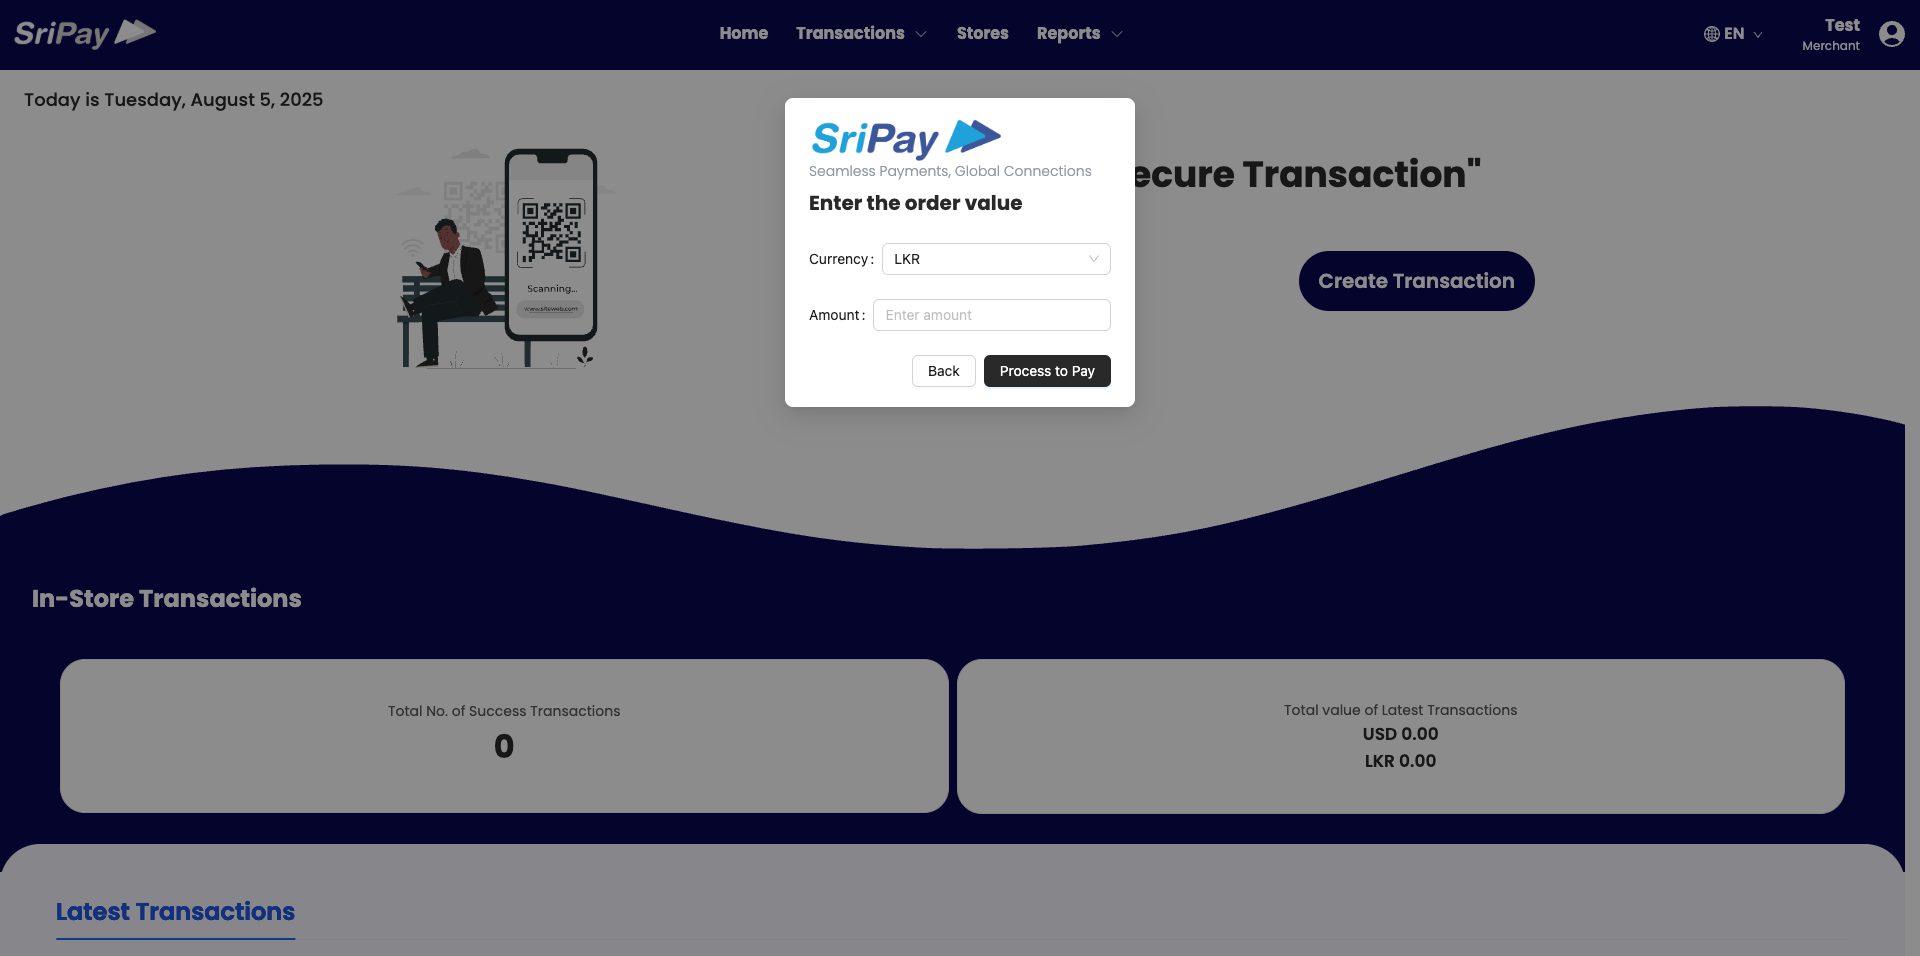 SriPay
Home
Transactions
Stores
Reports
EN
Test
Merchant
Today is Tuesday, August 5, 2025
Scanning...
www.siteweb.com
SriPay
Seamless Payments, Global Connections
Enter the order value
Currency :
LKR
Amount :
Enter amount
Back
Process to Pay
ecure Transaction"
Create Transaction
In-Store Transactions
Total No. of Success Transactions
0
Total value of Latest Transactions
USD 0.00
LKR 0.00
Latest Transactions